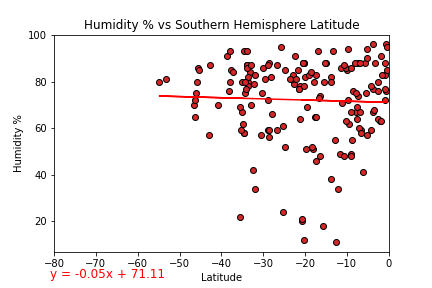 Humidity % vs Southern Hemisphere Latitude
100
80
60
40
20
Humidity %
−80 −70 −60 −50 −40 −30 −20 −10 0
Latitude
y = -0.05x + 71.11